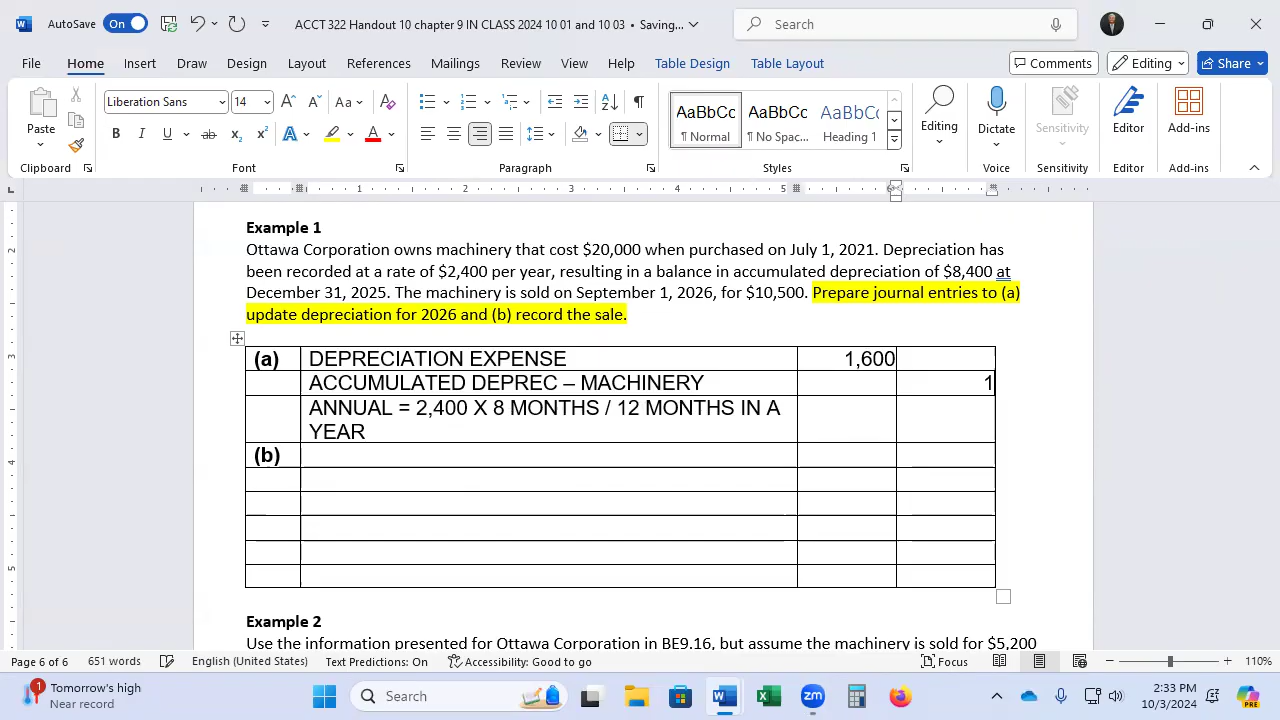 AutoSave On ACCT 322 Handout 10 chapter 9 IN CLASS 2024 10 01 and 10 03 • Saving... Search
File Home Insert Draw Design Layout References Mailings Review View Help Table Design Table Layout Comments Editing Share
Paste Liberation Sans 14 AaBbCc AaBbCc AaBbCc Editing Dictate Sensitivity Editor Add-ins
¶ Normal ¶ No Spac... Heading 1
Clipboard Font Paragraph Styles Voice Sensitivity Editor Add-ins
1 2 3 4 5
Example 1
Ottawa Corporation owns machinery that cost $20,000 when purchased on July 1, 2021. Depreciation has
been recorded at a rate of $2,400 per year, resulting in a balance in accumulated depreciation of $8,400 at
December 31, 2025. The machinery is sold on September 1, 2026, for $10,500. Prepare journal entries to (a)
update depreciation for 2026 and (b) record the sale.
(a) DEPRECIATION EXPENSE 1,600
ACCUMULATED DEPREC – MACHINERY 1
ANNUAL = 2,400 X 8 MONTHS / 12 MONTHS IN A
YEAR
(b)
Example 2
Use the information presented for Ottawa Corporation in BE9.16, but assume the machinery is sold for $5,200
Page 6 of 6 651 words English (United States) Text Predictions: On Accessibility: Good to go Focus 110%
1 Tomorrow's high
Near record
Search
2:33 PM
10/3/2024